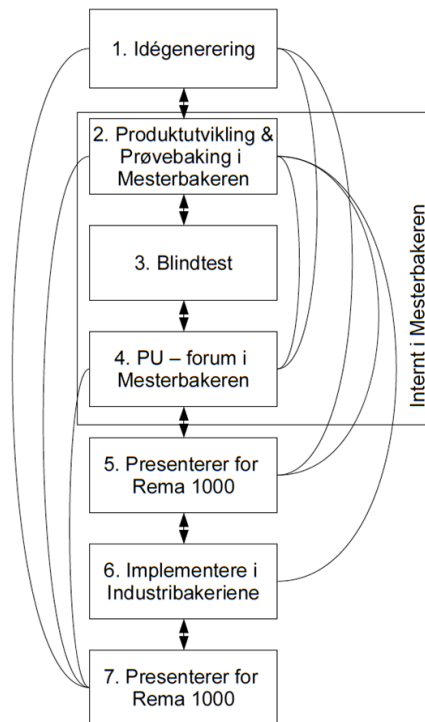 1. Idégenerering
2. Produktutvikling &
Prøvebaking i
Mesterbakeren
3. Blindtest
4. PU – forum i
Mesterbakeren
Internt i Mesterbakeren
5. Presenterer for
Rema 1000
6. Implementere i
Industribakeriene
7. Presenterer for
Rema 1000